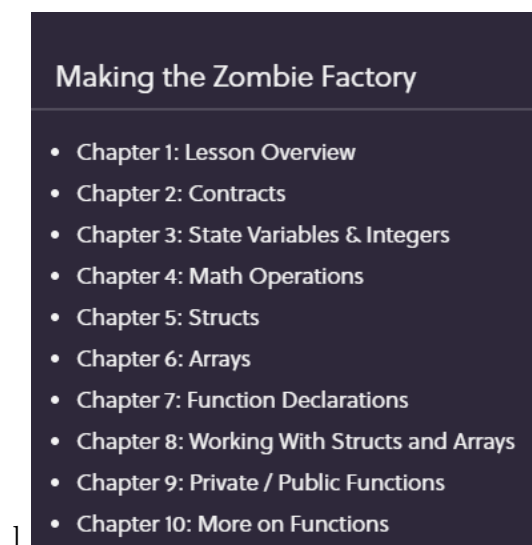 Making the Zombie Factory
• Chapter 1: Lesson Overview
• Chapter 2: Contracts
• Chapter 3: State Variables & Integers
• Chapter 4: Math Operations
• Chapter 5: Structs
• Chapter 6: Arrays
• Chapter 7: Function Declarations
• Chapter 8: Working With Structs and Arrays
• Chapter 9: Private / Public Functions
• Chapter 10: More on Functions
]